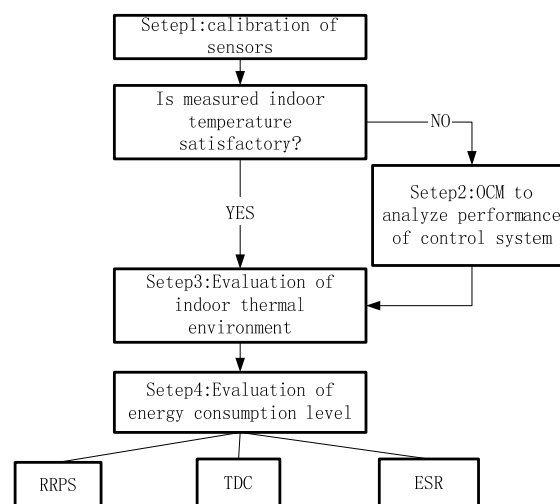 Setep1:calibration of
sensors
Is measured indoor
temperature
satisfactory?
NO
Setep2:OCM to
analyze performance
of control system
YES
Setep3:Evaluation of
indoor thermal
environment
Setep4:Evaluation of
energy consumption level
RRPS
TDC
ESR